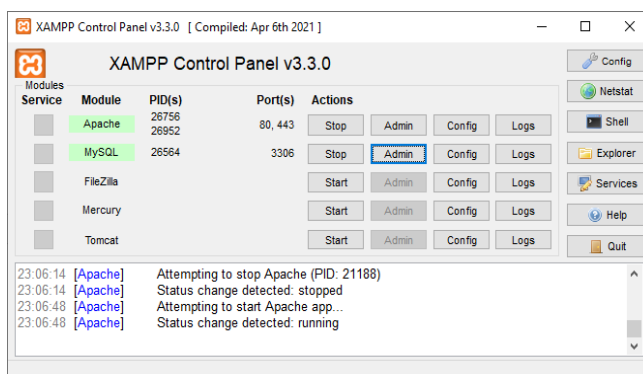 XAMPP Control Panel v3.3.0 [ Compiled: Apr 6th 2021 ]
XAMPP Control Panel v3.3.0
Config
Modules
Service Module PID(s) Port(s) Actions
Netstat
Apache 26756 26952 80, 443 Stop Admin Config Logs
Shell
MySQL 26564 3306 Stop Admin Config Logs
Explorer
FileZilla Start Admin Config Logs
Services
Mercury Start Admin Config Logs
Help
Tomcat Start Admin Config Logs
Quit
23:06:14 [Apache] Attempting to stop Apache (PID: 21188)
23:06:14 [Apache] Status change detected: stopped
23:06:48 [Apache] Attempting to start Apache app...
23:06:48 [Apache] Status change detected: running